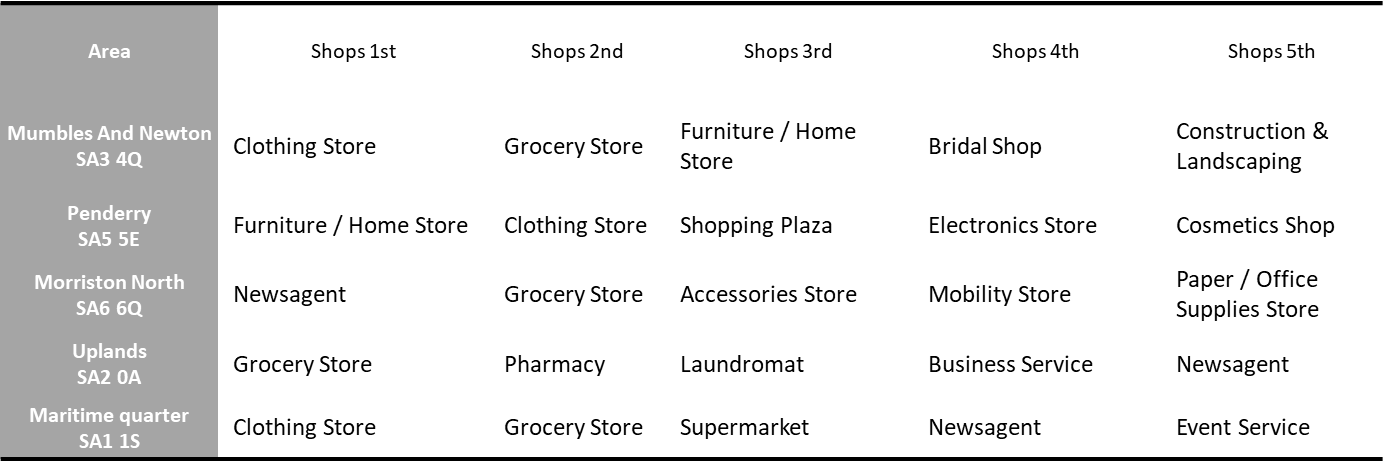 Area Shops 1st Shops 2nd Shops 3rd Shops 4th Shops 5th
Mumbles And Newton
SA3 4Q
Clothing Store
Grocery Store
Furniture / Home
Store
Bridal Shop
Construction &
Landscaping
Penderry
SA5 5E
Furniture / Home Store
Clothing Store
Shopping Plaza
Electronics Store
Cosmetics Shop
Morriston North
SA6 6Q
Newsagent
Grocery Store
Accessories Store
Mobility Store
Paper / Office
Supplies Store
Uplands
SA2 0A
Grocery Store
Pharmacy
Laundromat
Business Service
Newsagent
Maritime quarter
SA1 1S
Clothing Store
Grocery Store
Supermarket
Newsagent
Event Service